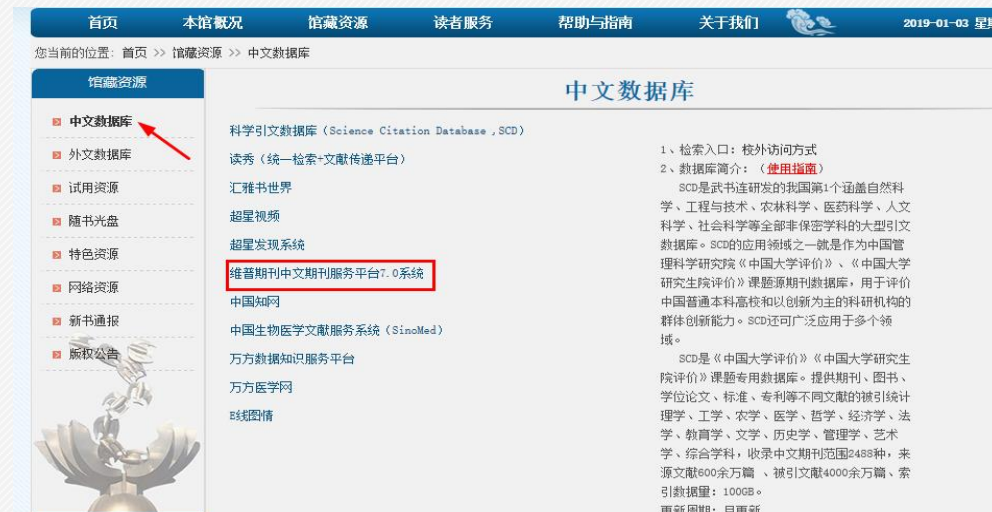 首页 本馆概况 馆藏资源 读者服务 帮助与指南 关于我们 2019-01-03
您当前的位置: 首页 >> 馆藏资源 >> 中文数据库
馆藏资源
中文数据库
外文数据库
试用资源
随书光盘
特色资源
网络资源
新书通报
版权公告
中文数据库
科学引文数据库（Science Citation Database ,SCD）
读秀（统一检索+文献传递平台）
汇雅书世界
超星视频
超星发现系统
维普期刊中文期刊服务平台7.0系统
中国知网
中国生物医学文献服务系统（SinoMed）
万方数据知识服务平台
万方医学网
E线图情
1、检索入口: 校外访问方式
2、数据库简介: （使用指南）
SCD是武书连研发的我国第1个涵盖自然科
学、工程与技术、农林科学、医药科学、人文
科学、社会科学等全部非保密学科的大型引文
数据库。SCD的应用领域之一就是作为中国管
理科学研究院《中国大学评价》、《中国大学
研究生院评价》课题源期刊数据库，用于评价
中国普通本科高校和以创新为主的科研机构的
群体创新能力。SCD还可广泛应用于多个领
域。
SCD是《中国大学评价》《中国大学研究生
院评价》课题专用数据库。提供期刊、图书、
学位论文、标准、专利等不同文献的被引统计
理学、工学、农学、医学、哲学、经济学、法
学、教育学、文学、历史学、管理学、艺术
学、综合学科，收录中文期刊范围2488种，来
源文献600余万篇 、被引文献4000余万篇、索
引数据量: 100GB。
更新周期: 月更新